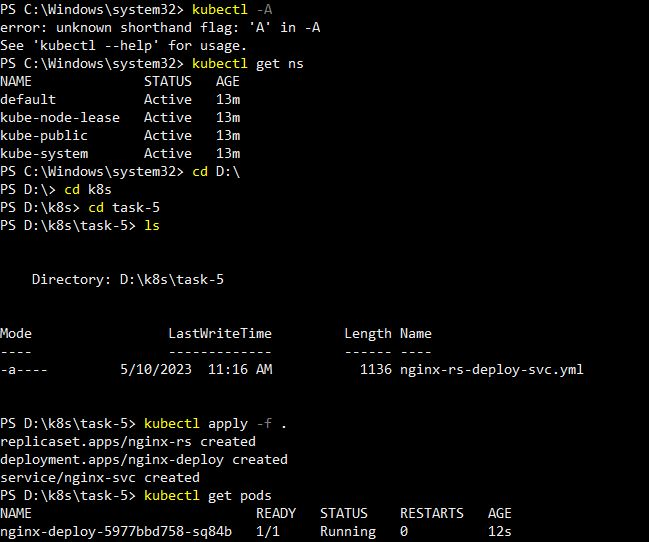 PS C:\Windows\system32> kubectl -A
error: unknown shorthand flag: 'A' in -A
See 'kubectl --help' for usage.
PS C:\Windows\system32> kubectl get ns
NAME              STATUS   AGE
default           Active   13m
kube-node-lease   Active   13m
kube-public       Active   13m
kube-system       Active   13m
PS C:\Windows\system32> cd D:\
PS D:\> cd k8s
PS D:\k8s> cd task-5
PS D:\k8s\task-5> ls
    Directory: D:\k8s\task-5
Mode                 LastWriteTime         Length Name
----                 -------------         ------ ----
-a----         5/10/2023  11:16 AM           1136 nginx-rs-deploy-svc.yml
PS D:\k8s\task-5> kubectl apply -f .
replicaset.apps/nginx-rs created
deployment.apps/nginx-deploy created
service/nginx-svc created
PS D:\k8s\task-5> kubectl get pods
NAME                            READY   STATUS    RESTARTS   AGE
nginx-deploy-5977bbd758-sq84b   1/1     Running   0          12s